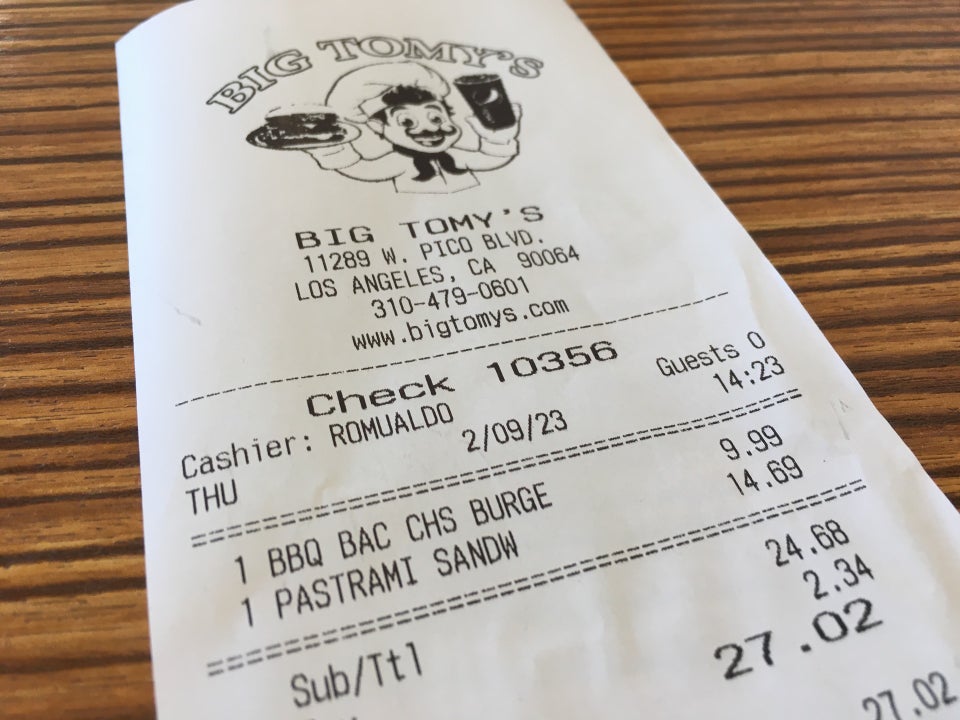 BIG TOMY'S
BIG TOMY'S
11289 W. PICO BLVD.
LOS ANGELES, CA 90064
310-479-0601
www.bigtomys.com
Check 10356
Cashier: ROMUALDO Guests 0
THU 2/09/23 14:23
1 BBQ BAC CHS BURGE 9.99
1 PASTRAMI SANDW 14.69
Sub/Ttl 24.68
2.34
27.02
27.02